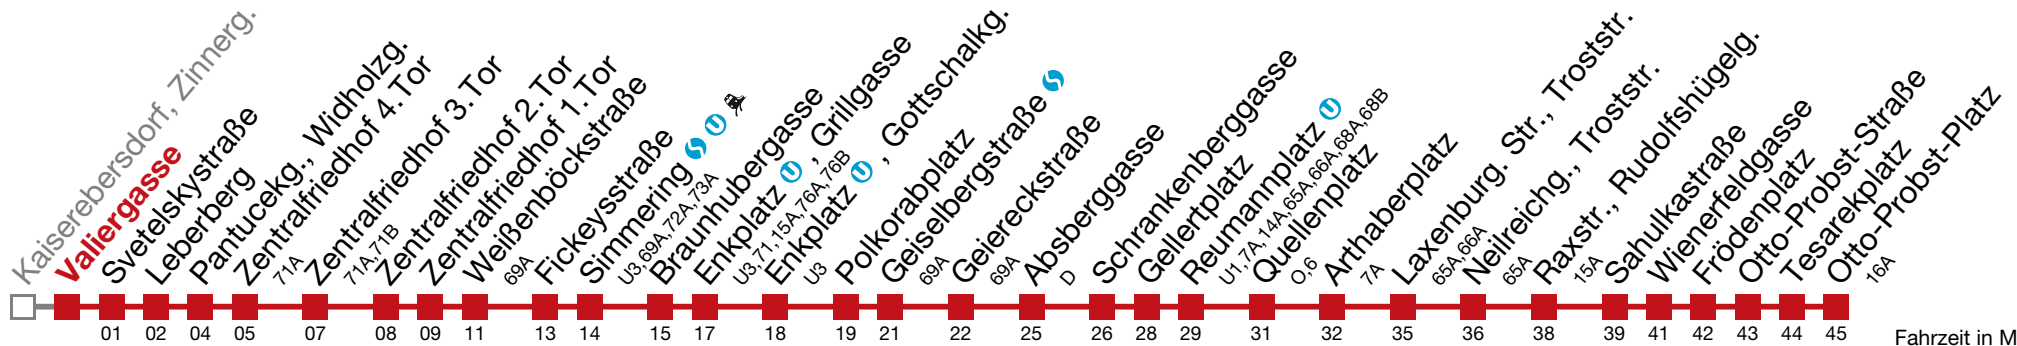 Kaiserebersdorf, Zinnerg.
Valiergasse
Svetelskystraße
Leberberg
Pantucekg., Widholzg.
Zentralfriedhof 4.Tor
71A
Zentralfriedhof 3.Tor
71A,71B
Zentralfriedhof 2.Tor
Zentralfriedhof 1.Tor
Weißenböckstraße
69A
Fickeysstraße
Simmering S U
U3,69A,72A,73A
Braunhubergasse
Enkplatz U , Grillgasse
U3,71,15A,76A,76B
Enkplatz U , Gottschalkg.
U3
Polkorabplatz
Geiselbergstraße S
69A
Geiereckstraße
69A
Absberggasse
D
Schrankenberggasse
Gellertplatz
Reumannplatz U
U1,7A,14A,65A,66A,68A,68B
Quellenplatz
O,6
Arthaberplatz
7A
Laxenburg. Str., Troststr.
65A,66A
Neilreichg., Troststr.
65A
Raxstr., Rudolfshügelg.
15A
Sahulkastraße
Wienerfeldgasse
Frödenplatz
Otto-Probst-Straße
Tesarekplatz
Otto-Probst-Platz
16A
01 02 04 05 07 08 09 11 13 14 15 17 18 19 21 22 25 26 28 29 31 32 35 36 38 39 41 42 43 44 45 Fahrzeit in M